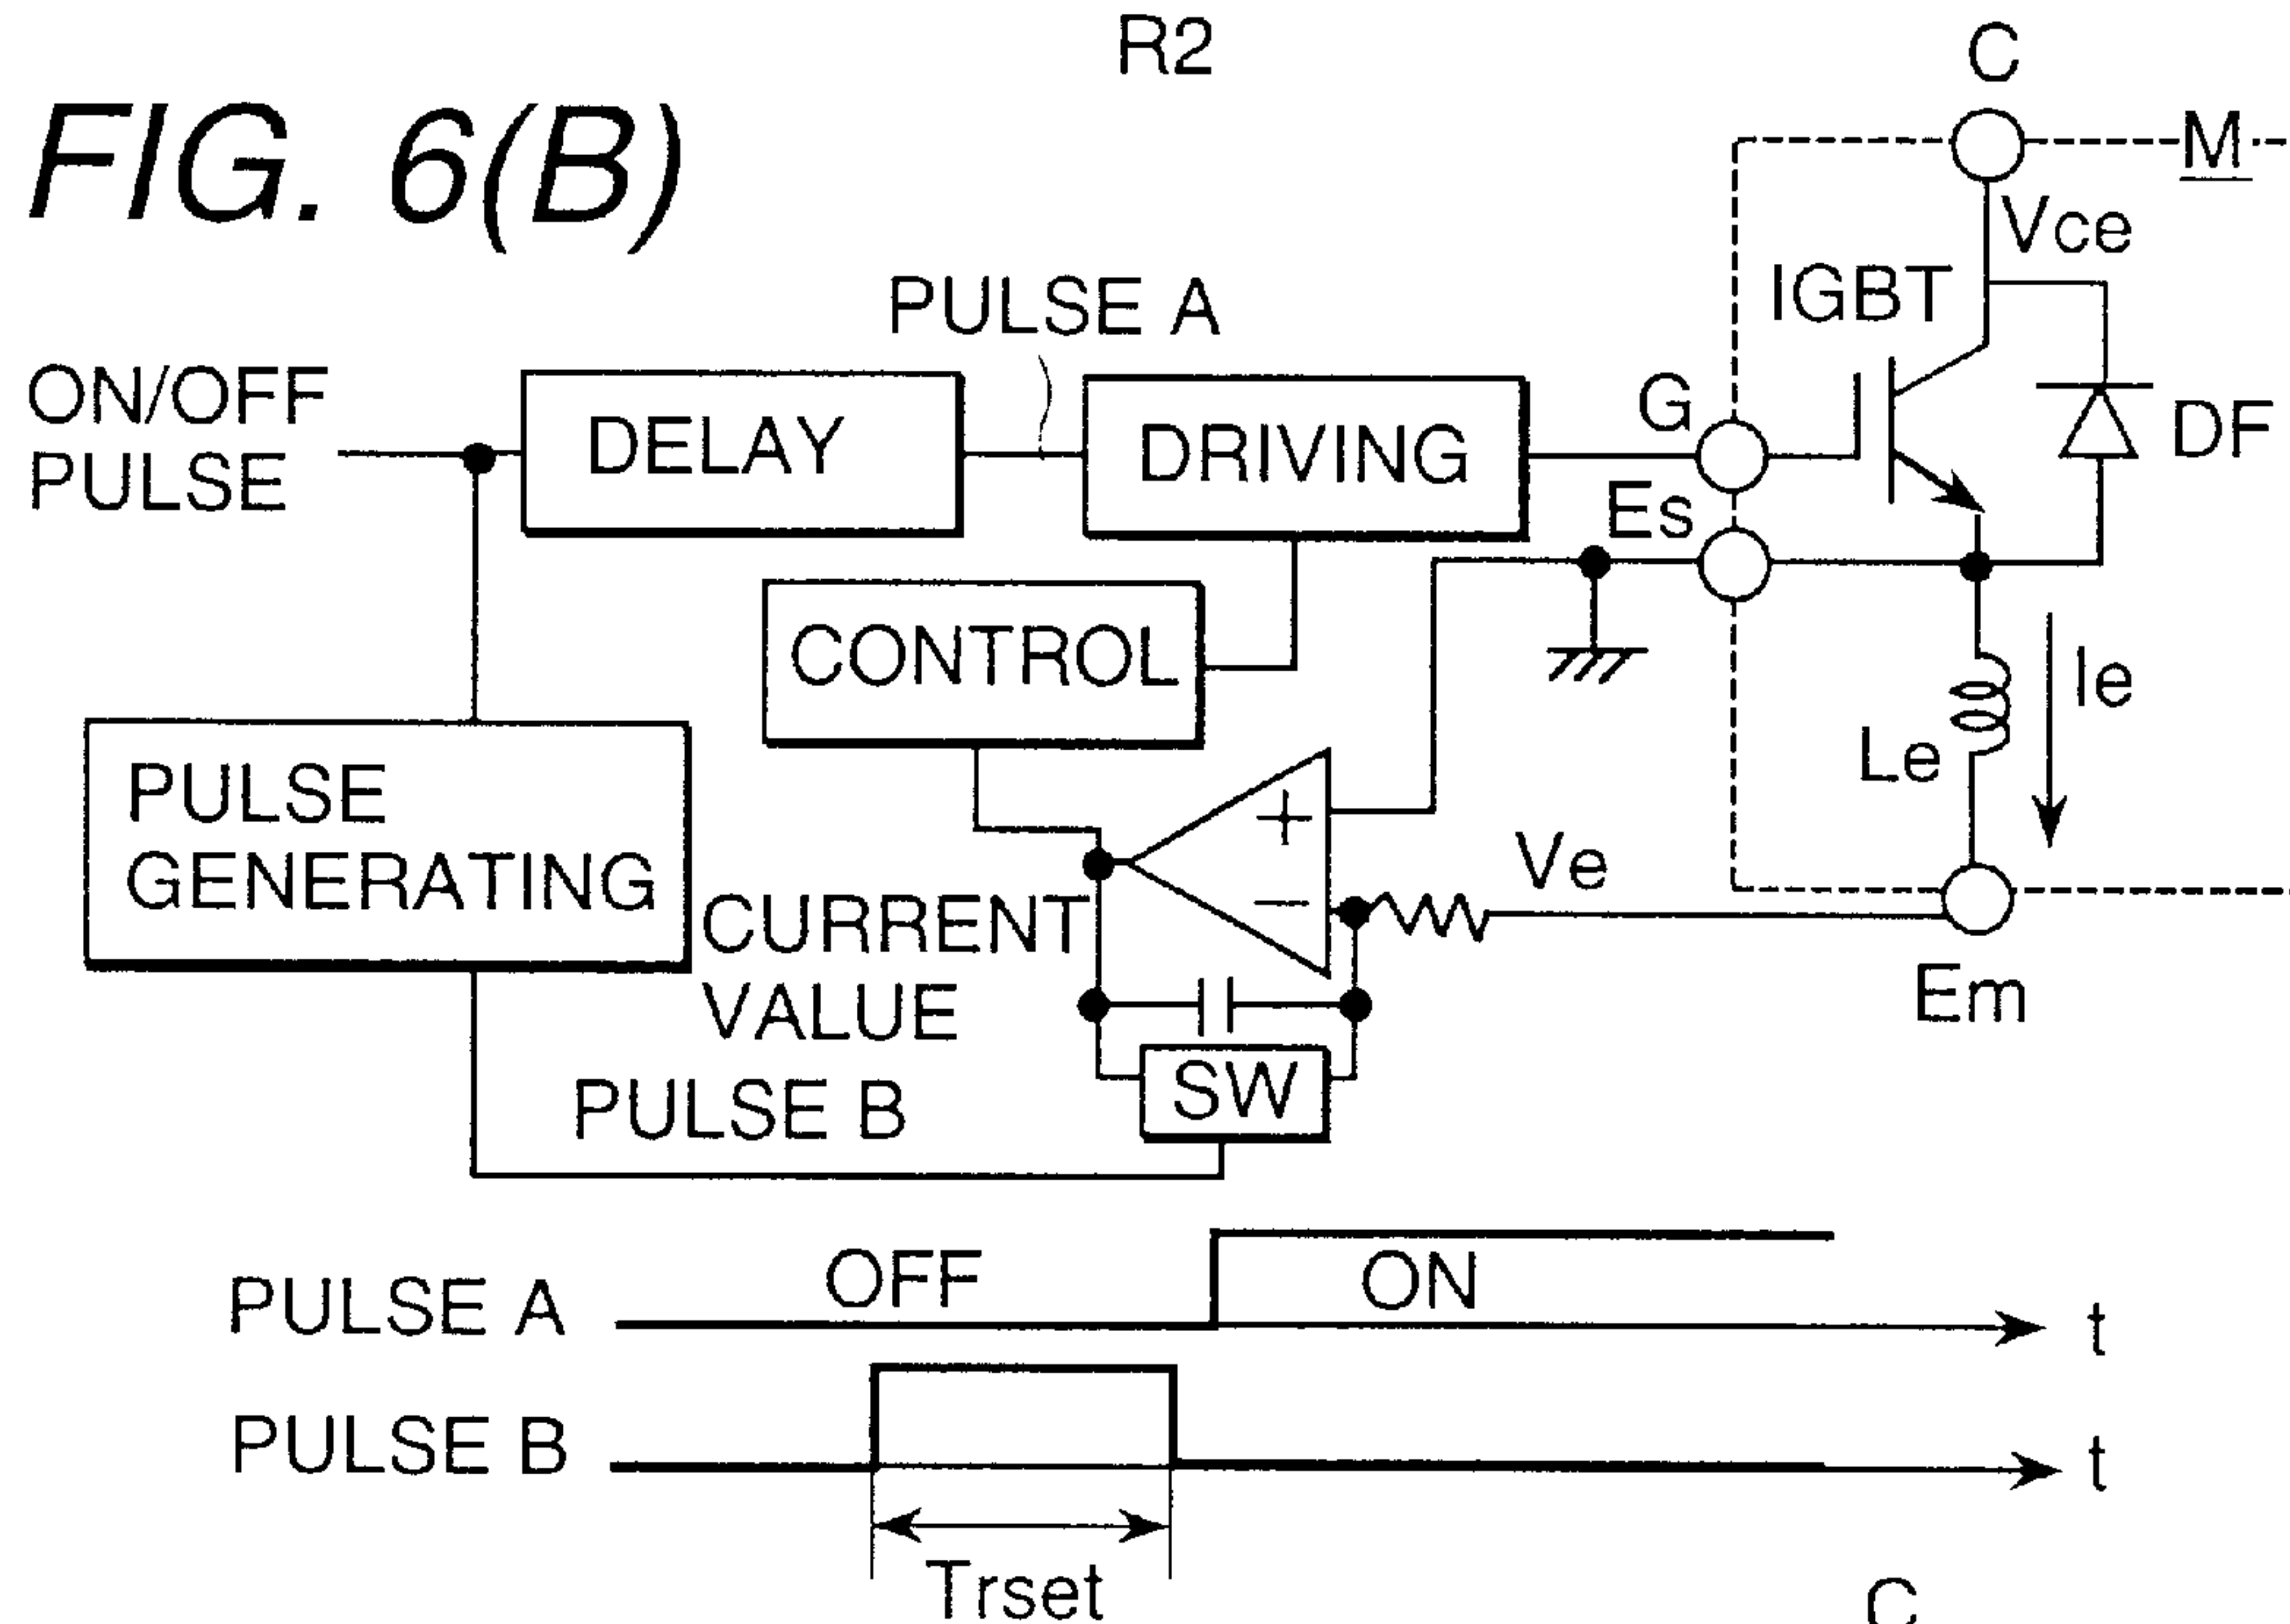 R2
C
FIG. 6(B)
M
Vce
IGBT
PULSE A
ON/OFF
PULSE
DELAY
DRIVING
G
DF
Es
CONTROL
Ie
Le
PULSE
GENERATING
+
Ve
CURRENT
VALUE
−
Em
SW
PULSE B
OFF
ON
PULSE A
t
PULSE B
t
Trset
C